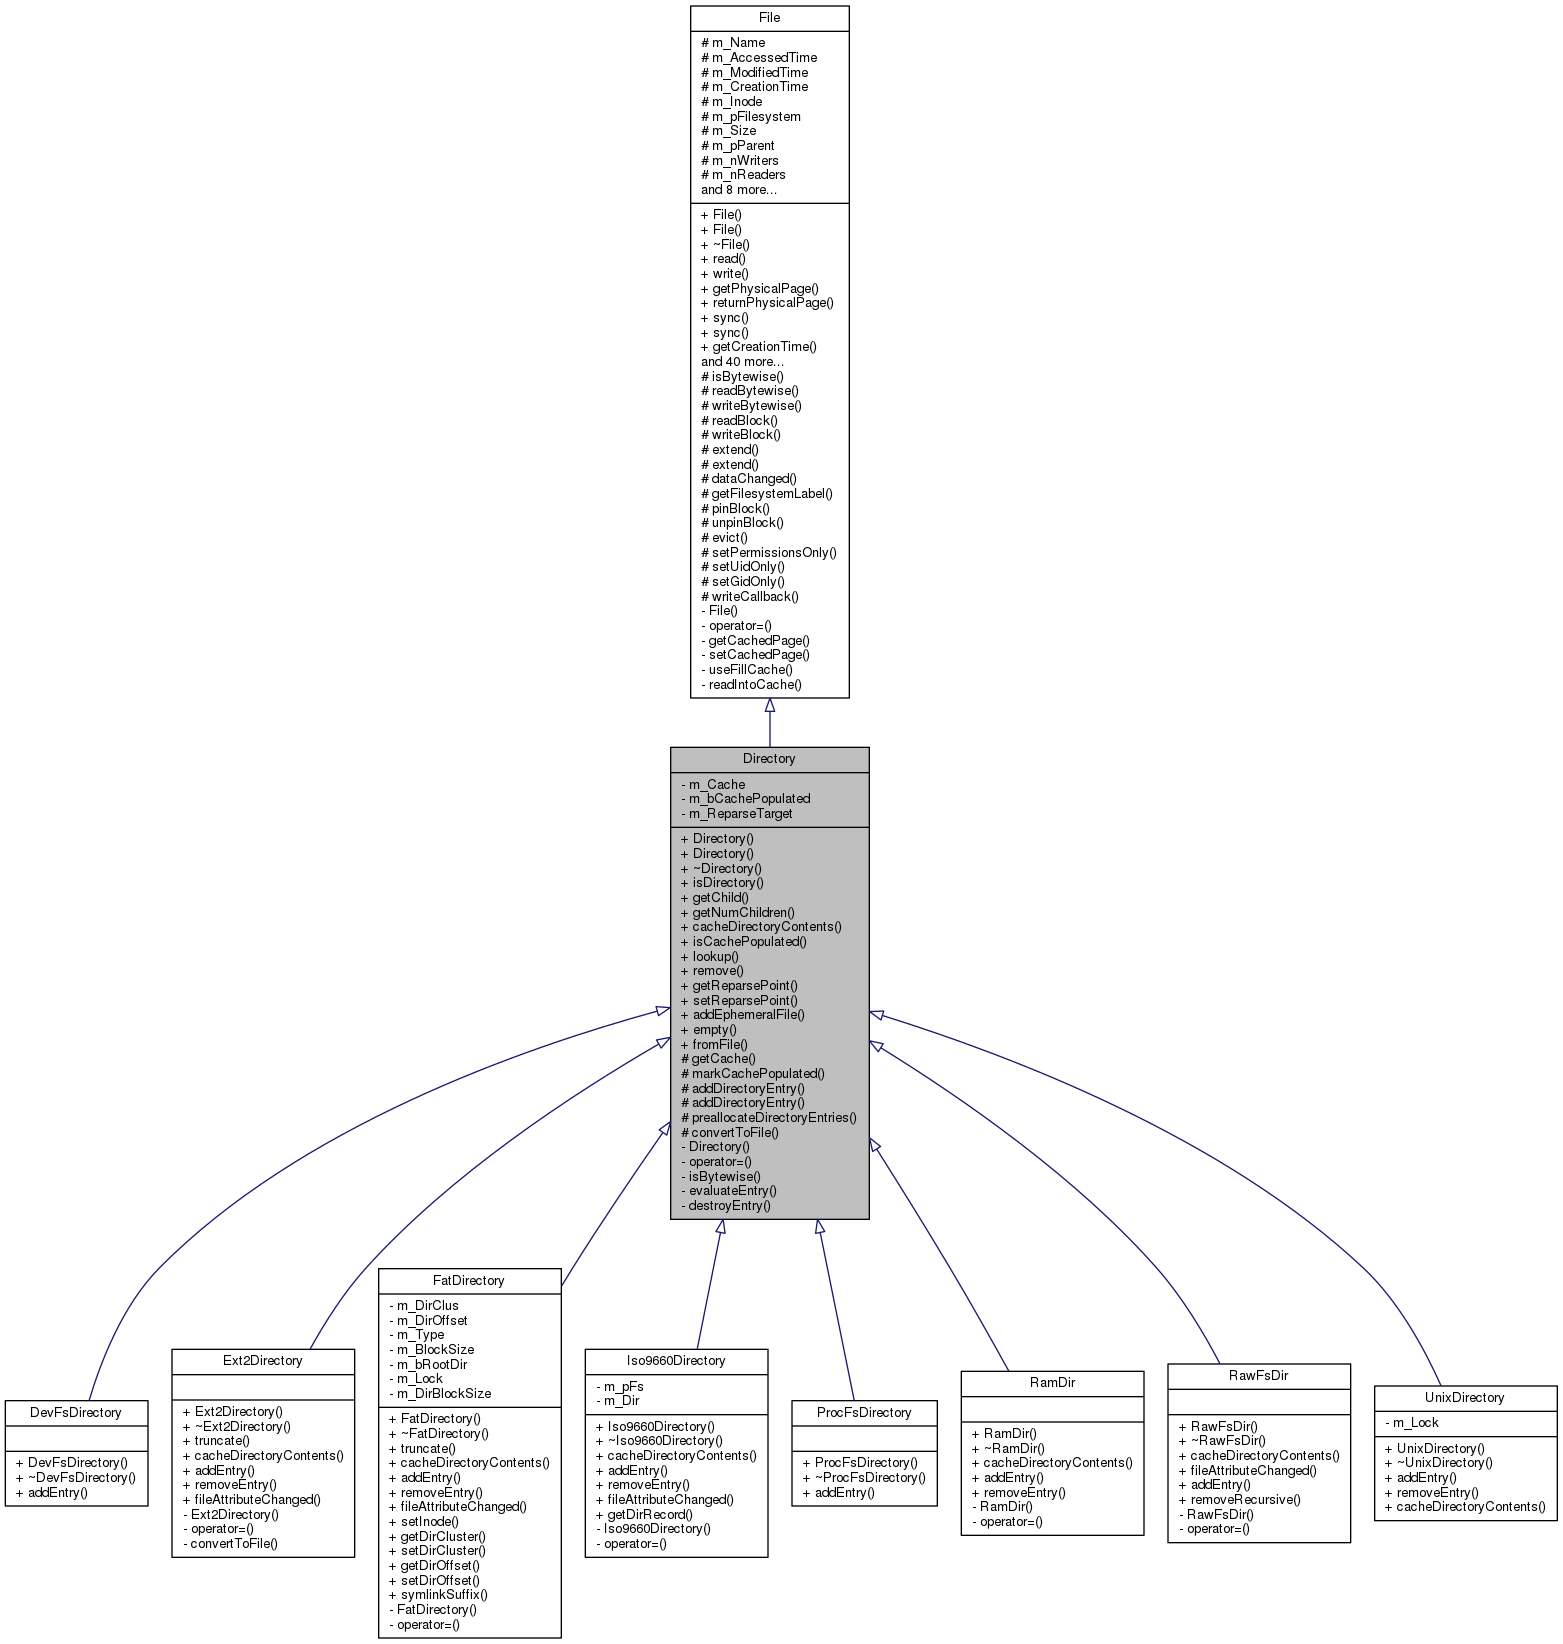 File
# m_Name
# m_AccessedTime
# m_ModifiedTime
# m_CreationTime
# m_Inode
# m_pFilesystem
# m_Size
# m_pParent
# m_nWriters
# m_nReaders
and 8 more...
+ File()
+ File()
+ ~File()
+ read()
+ write()
+ getPhysicalPage()
+ returnPhysicalPage()
+ sync()
+ sync()
+ getCreationTime()
and 40 more...
# isBytewise()
# readBytewise()
# writeBytewise()
# readBlock()
# writeBlock()
# extend()
# extend()
# dataChanged()
# getFilesystemLabel()
# pinBlock()
# unpinBlock()
# evict()
# setPermissionsOnly()
# setUidOnly()
# setGidOnly()
# writeCallback()
- File()
- operator=()
- getCachedPage()
- setCachedPage()
- useFillCache()
- readIntoCache()
Directory
- m_Cache
- m_bCachePopulated
- m_ReparseTarget
+ Directory()
+ Directory()
+ ~Directory()
+ isDirectory()
+ getChild()
+ getNumChildren()
+ cacheDirectoryContents()
+ isCachePopulated()
+ lookup()
+ remove()
+ getReparsePoint()
+ setReparsePoint()
+ addEphemeralFile()
+ empty()
+ fromFile()
# getCache()
# markCachePopulated()
# addDirectoryEntry()
# addDirectoryEntry()
# preallocateDirectoryEntries()
# convertToFile()
- Directory()
- operator=()
- isBytewise()
- evaluateEntry()
- destroyEntry()
DevFsDirectory
+ DevFsDirectory()
+ ~DevFsDirectory()
+ addEntry()
Ext2Directory
+ Ext2Directory()
+ ~Ext2Directory()
+ truncate()
+ cacheDirectoryContents()
+ addEntry()
+ removeEntry()
+ fileAttributeChanged()
- Ext2Directory()
- operator=()
- convertToFile()
FatDirectory
- m_DirClus
- m_DirOffset
- m_Type
- m_BlockSize
- m_bRootDir
- m_Lock
- m_DirBlockSize
+ FatDirectory()
+ ~FatDirectory()
+ truncate()
+ cacheDirectoryContents()
+ addEntry()
+ removeEntry()
+ fileAttributeChanged()
+ setInode()
+ getDirCluster()
+ setDirCluster()
+ getDirOffset()
+ setDirOffset()
+ symlinkSuffix()
- FatDirectory()
- operator=()
Iso9660Directory
- m_pFs
- m_Dir
+ Iso9660Directory()
+ ~Iso9660Directory()
+ cacheDirectoryContents()
+ addEntry()
+ removeEntry()
+ fileAttributeChanged()
+ getDirRecord()
- Iso9660Directory()
- operator=()
ProcFsDirectory
+ ProcFsDirectory()
+ ~ProcFsDirectory()
+ addEntry()
RamDir
+ RamDir()
+ ~RamDir()
+ cacheDirectoryContents()
+ addEntry()
+ removeEntry()
- RamDir()
- operator=()
RawFsDir
+ RawFsDir()
+ ~RawFsDir()
+ cacheDirectoryContents()
+ fileAttributeChanged()
+ addEntry()
+ removeRecursive()
- RawFsDir()
- operator=()
UnixDirectory
- m_Lock
+ UnixDirectory()
+ ~UnixDirectory()
+ addEntry()
+ removeEntry()
+ cacheDirectoryContents()